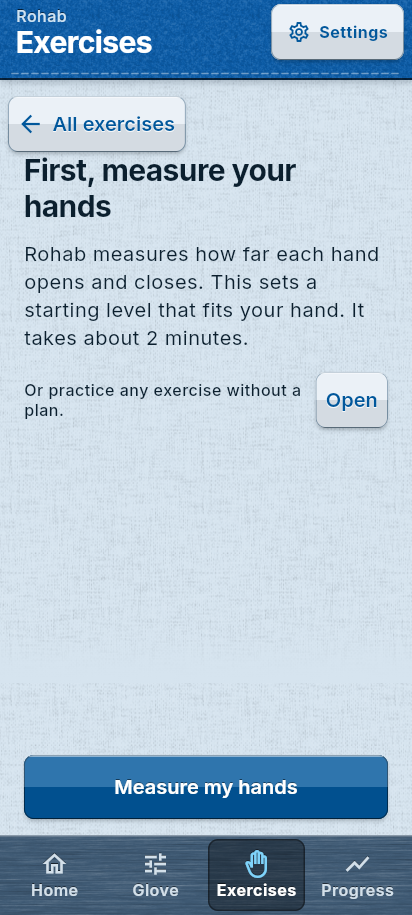 Rohab
Exercises
Settings
All exercises
First, measure your
hands
Rohab measures how far each hand
opens and closes. This sets a
starting level that fits your hand. It
takes about 2 minutes.
Or practice any exercise without a
plan.
Open
Measure my hands
Home
Glove
Exercises
Progress